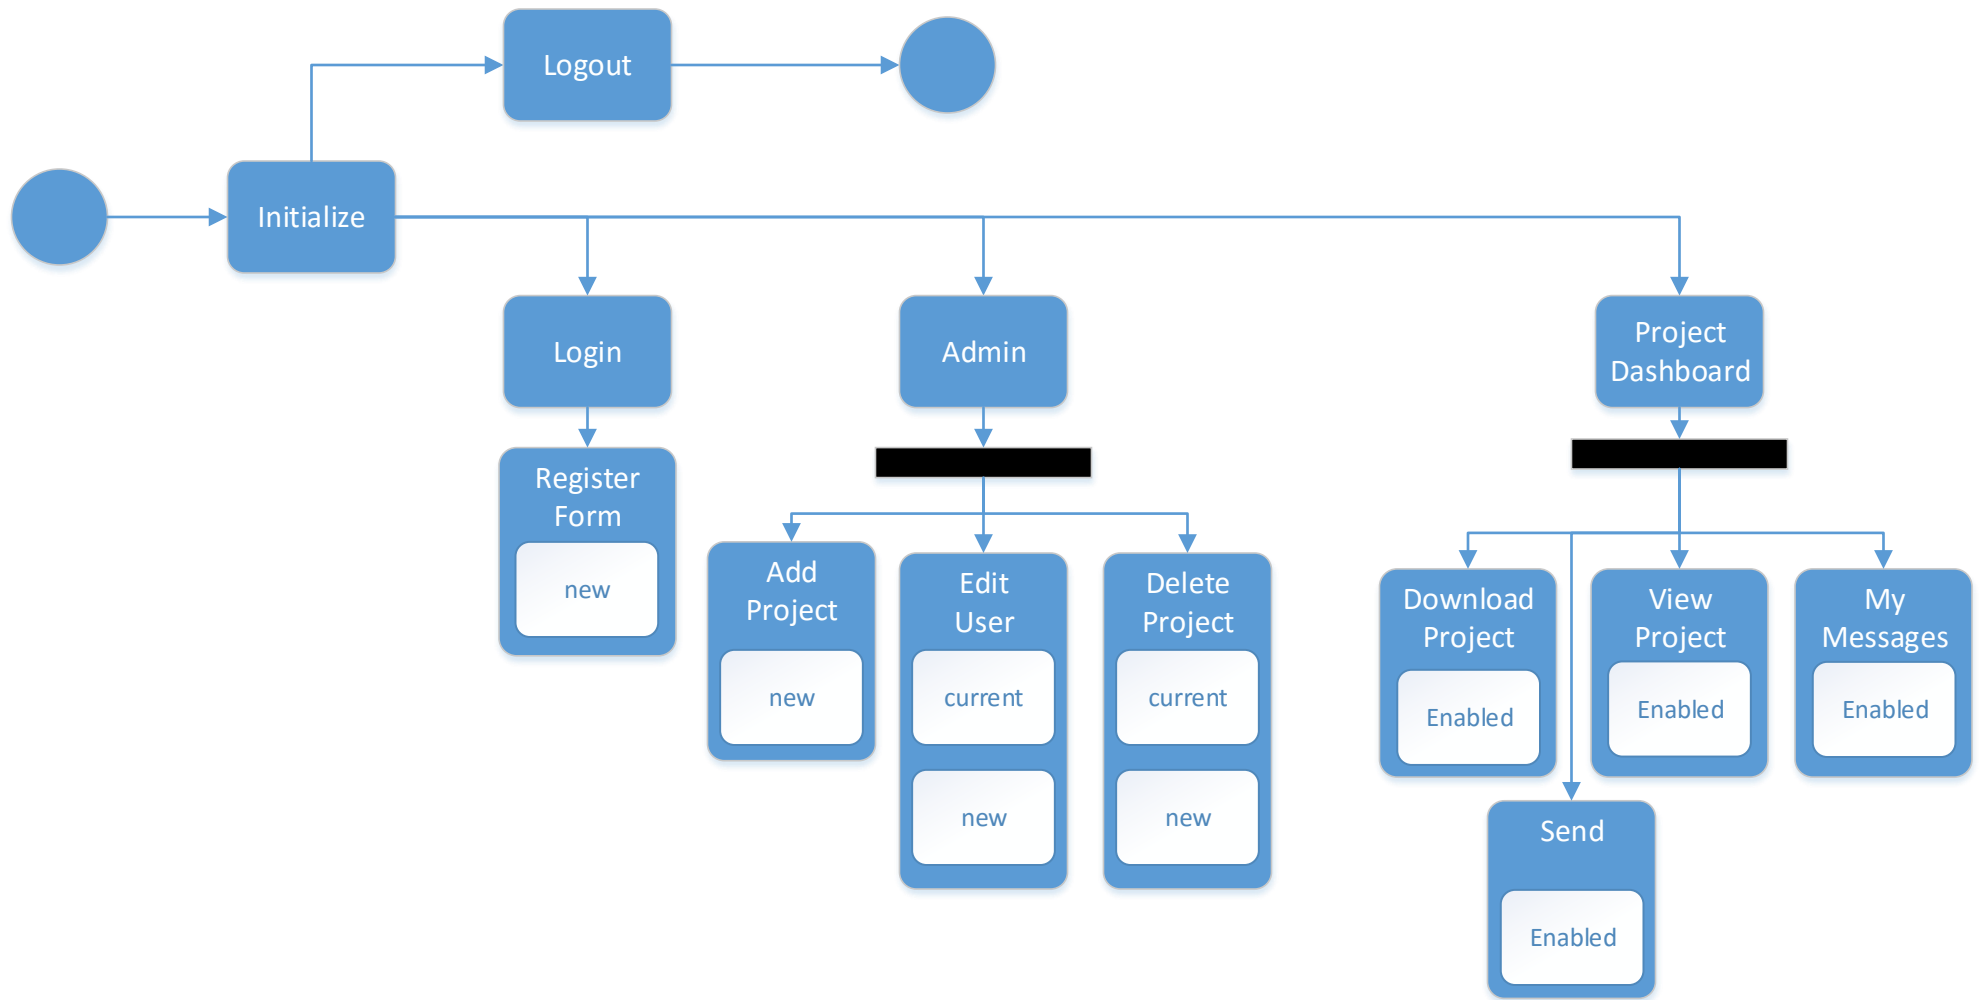 Logout
Initialize
Login
Admin
Project
Dashboard
Register
Form
new
Add
Project
new
Edit
User
current
new
Delete
Project
current
new
Download
Project
Enabled
View
Project
Enabled
My
Messages
Enabled
Send
Enabled